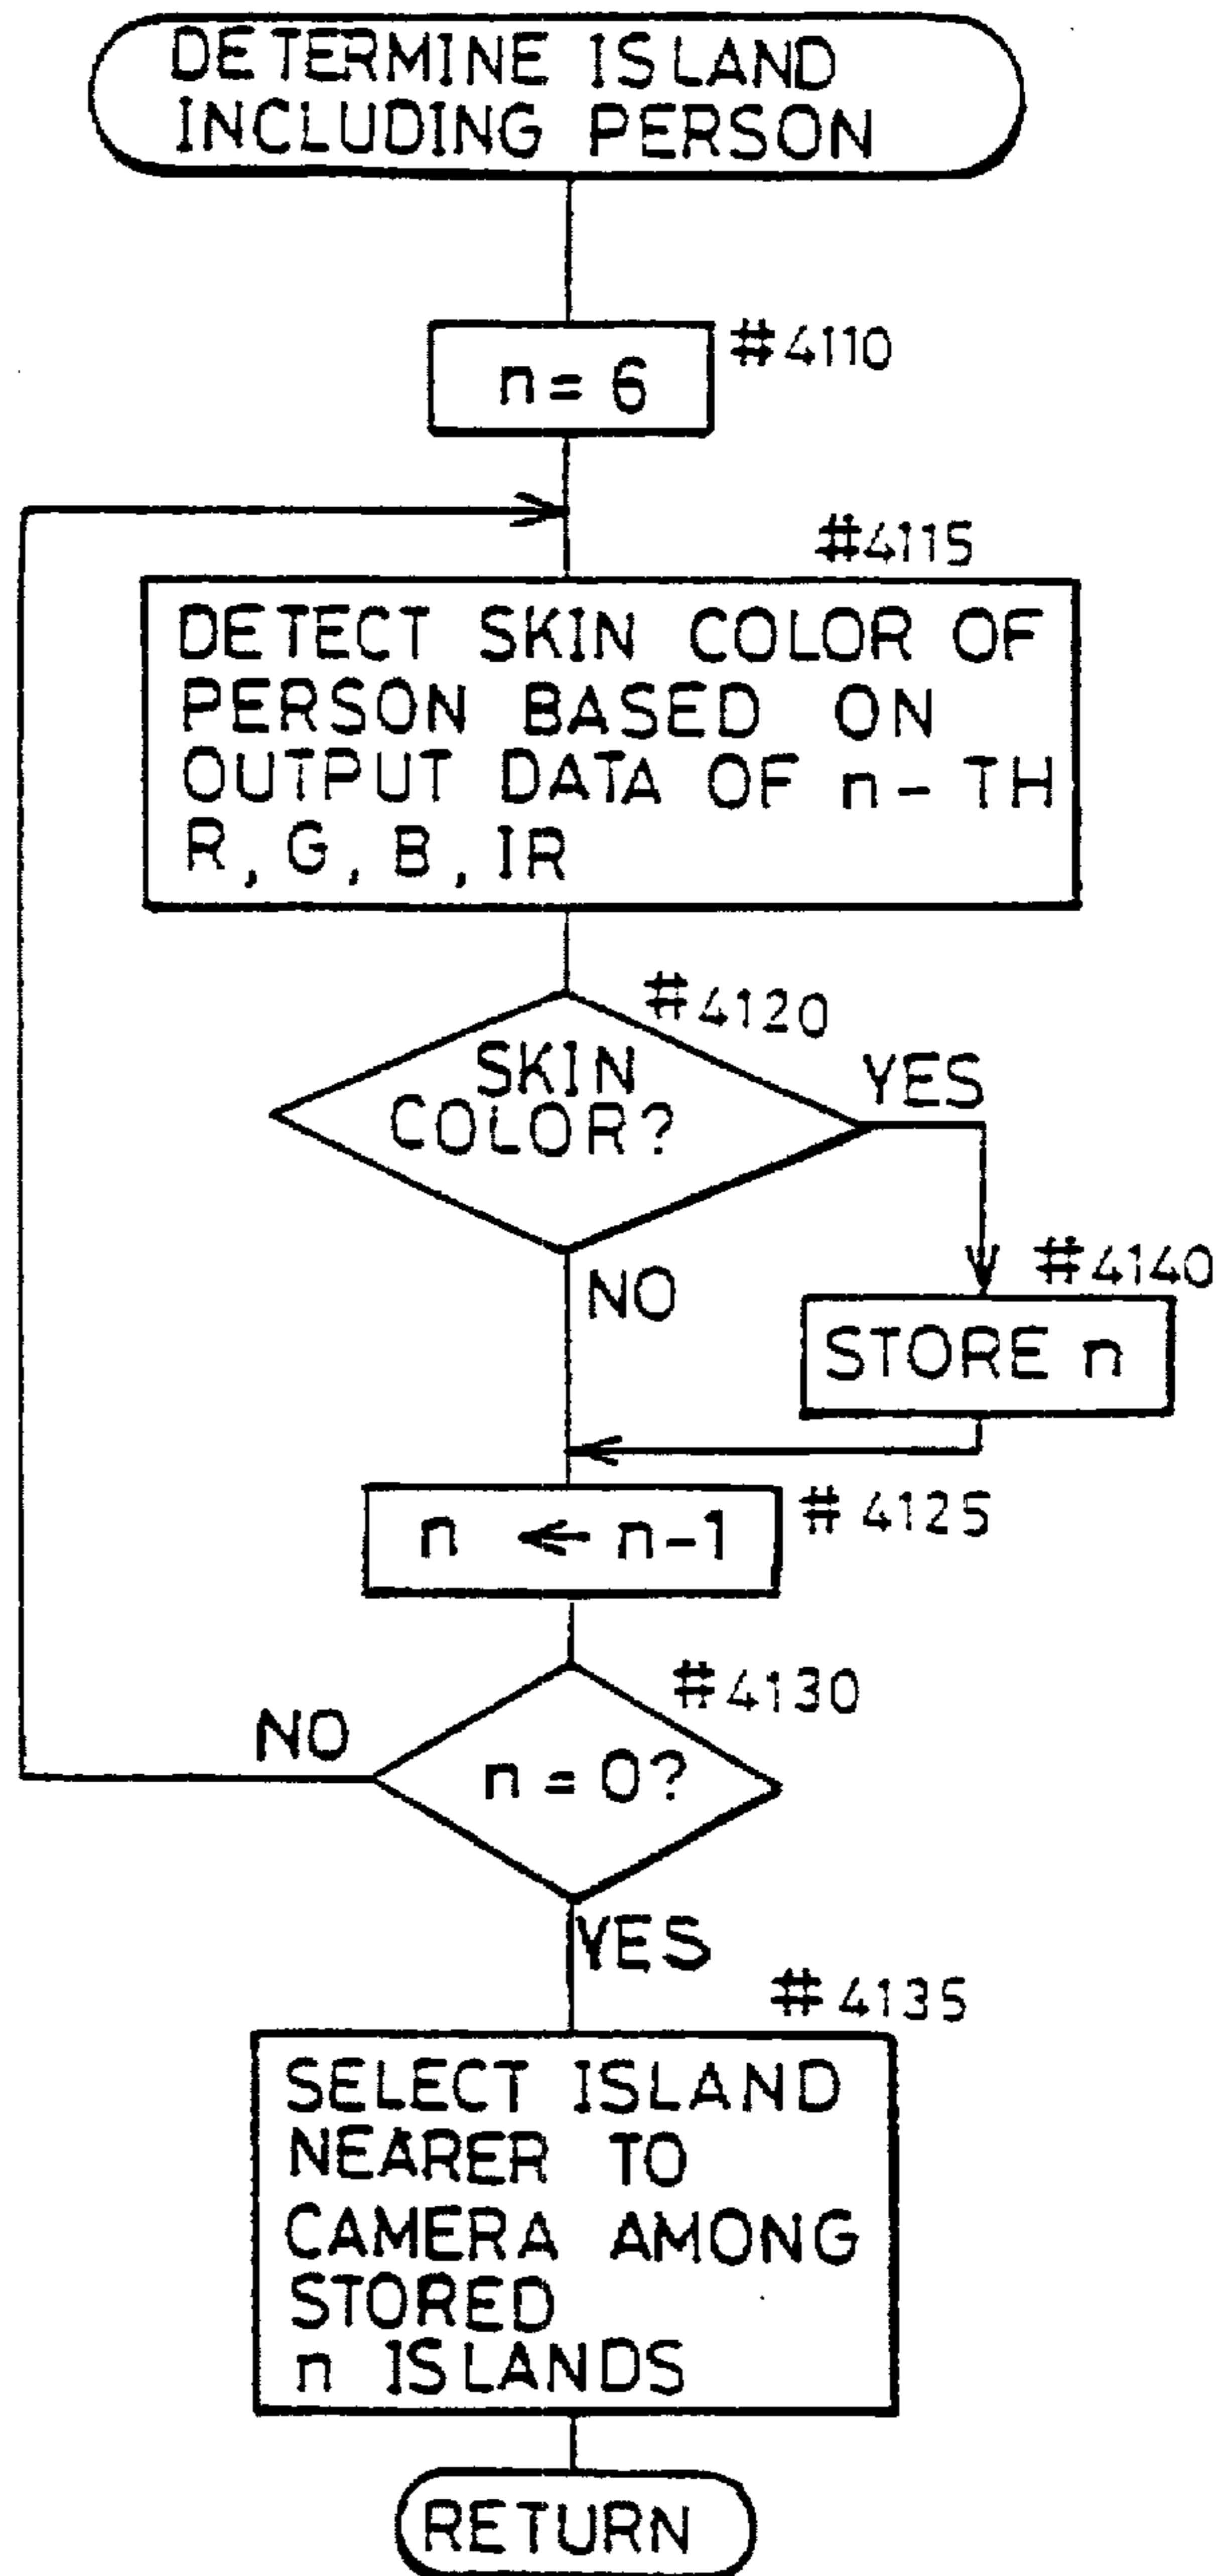 DETERMINE ISLAND
INCLUDING PERSON
#4110
n = 6
#4115
DETECT SKIN COLOR OF
PERSON BASED ON
OUTPUT DATA OF n - TH
R, G, B, IR
#4120
SKIN
COLOR?
YES
NO
#4140
STORE n
n ← n-1
#4125
#4130
n = 0?
NO
YES
#4135
SELECT ISLAND
NEARER TO
CAMERA AMONG
STORED
n ISLANDS
RETURN